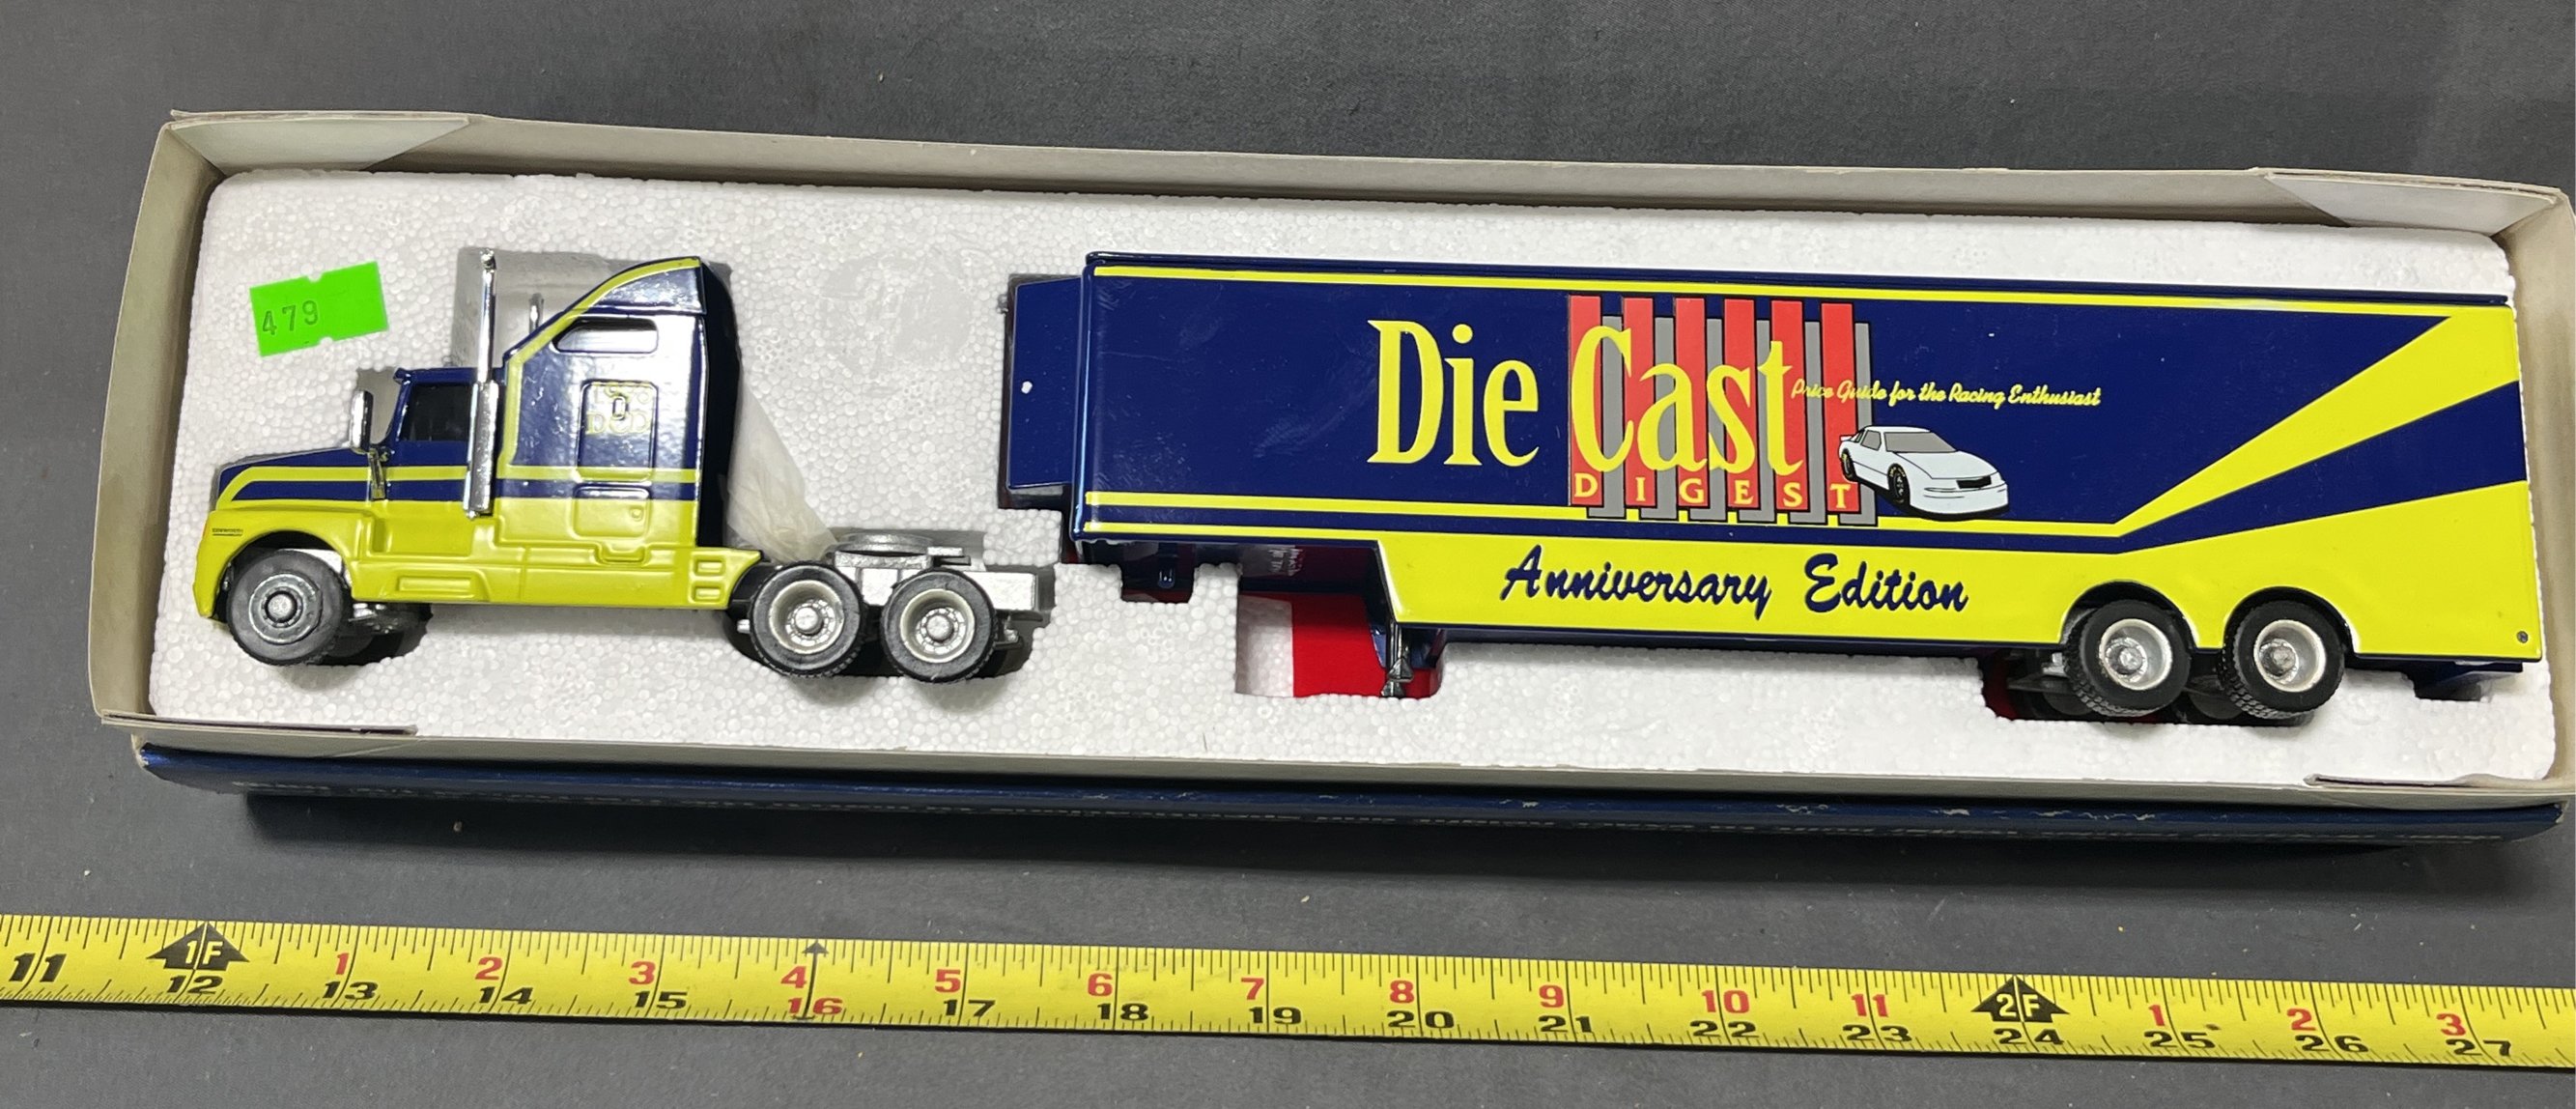 479
Die Cast
Price Guide for the Racing Enthusiast
DIGEST
Anniversary Edition
1F 1 2 3 4 5 6 7 8 9 10 11 2F 1 2 3
11 12 13 14 15 16 17 18 19 20 21 22 23 24 25 26 27